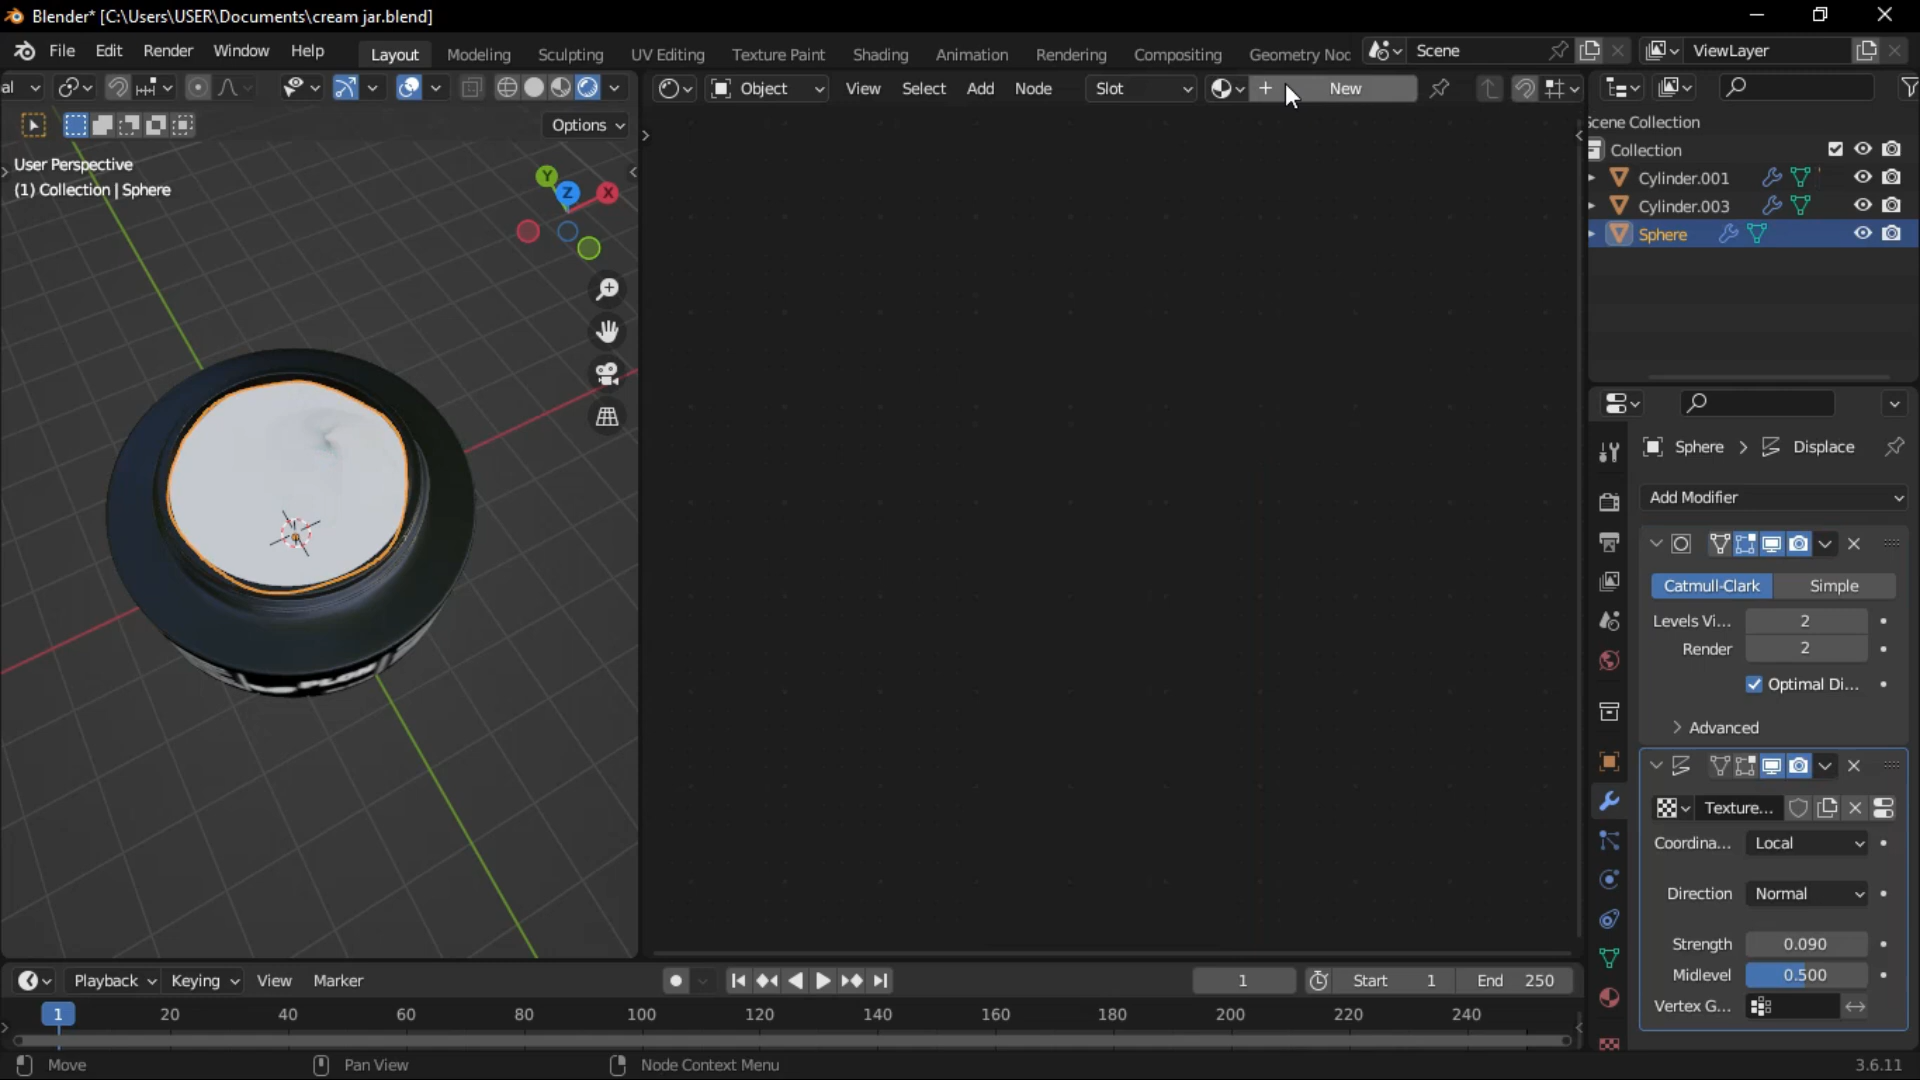 Blender* [C:\Users\USER\Documents\cream jar.blend]
File Edit Render Window Help Layout Modeling Sculpting UV Editing Texture Paint Shading Animation Rendering Compositing Geometry Noc Scene ViewLayer
al Object View Select Add Node Slot New
Options
User Perspective
(1) Collection | Sphere
Y
Z
X
Scene Collection
Collection
Cylinder.001
Cylinder.003
Sphere
Sphere > Displace
Add Modifier
Catmull-Clark Simple
Levels Vi... 2
Render 2
Optimal Di...
Advanced
Texture...
Coordina... Local
Direction Normal
Strength 0.090
Midlevel 0.500
Vertex G...
Playback Keying View Marker 1 Start 1 End 250
1 20 40 60 80 100 120 140 160 180 200 220 240
Move Pan View Node Context Menu 3.6.11